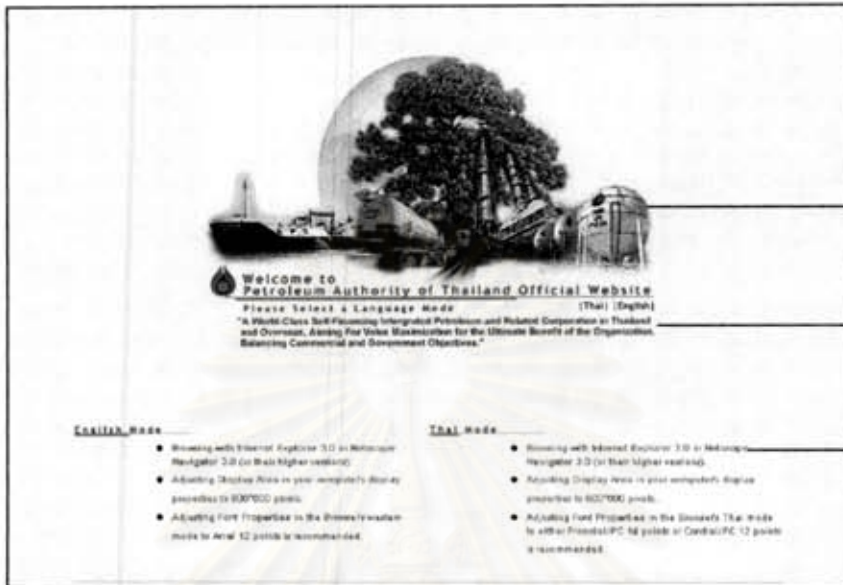 Welcome to
Petroleum Authority of Thailand Official Website
Please Select a Language Mode
[Thai] [English]
"A World-Class Self-Financing Intergrated Petroleum and Related Corporation in Thailand
and Overseas, Aiming For Value Maximization for the Ultimate Benefit of the Organization,
Balancing Commercial and Government Objectives."
English Mode
Browsing with Internet Explorer 3.0 or Netscape
Navigator 3.0 (or their higher versions).
Adjusting Display Area in your computer's display
properties to 800*600 pixels.
Adjusting Font Properties in the
mode to Arial 12 points is recommended.
Thai Mode
Browsing with Internet Explorer 3.0 or Netscape
Navigator 3.0 (or their higher versions).
Adjusting Display Area in your computer's display
properties to 800*600 pixels.
Adjusting Font Properties in the Browser's Thai mode
to either 14 points or 12 points
is recommended.